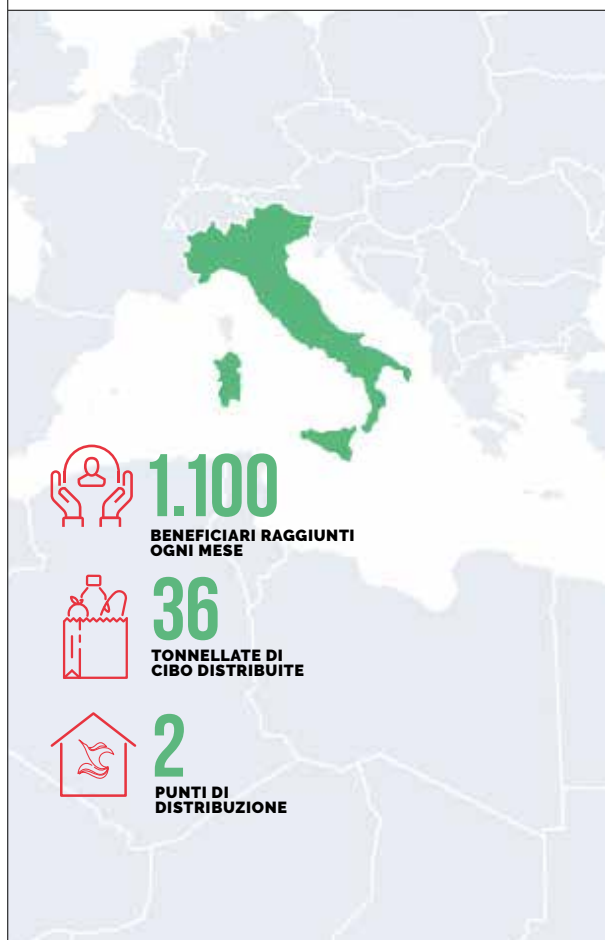 1.100
BENEFICIARI RAGGIUNTI
OGNI MESE
36
TONNELLATE DI
CIBO DISTRIBUITE
2
PUNTI DI
DISTRIBUZIONE